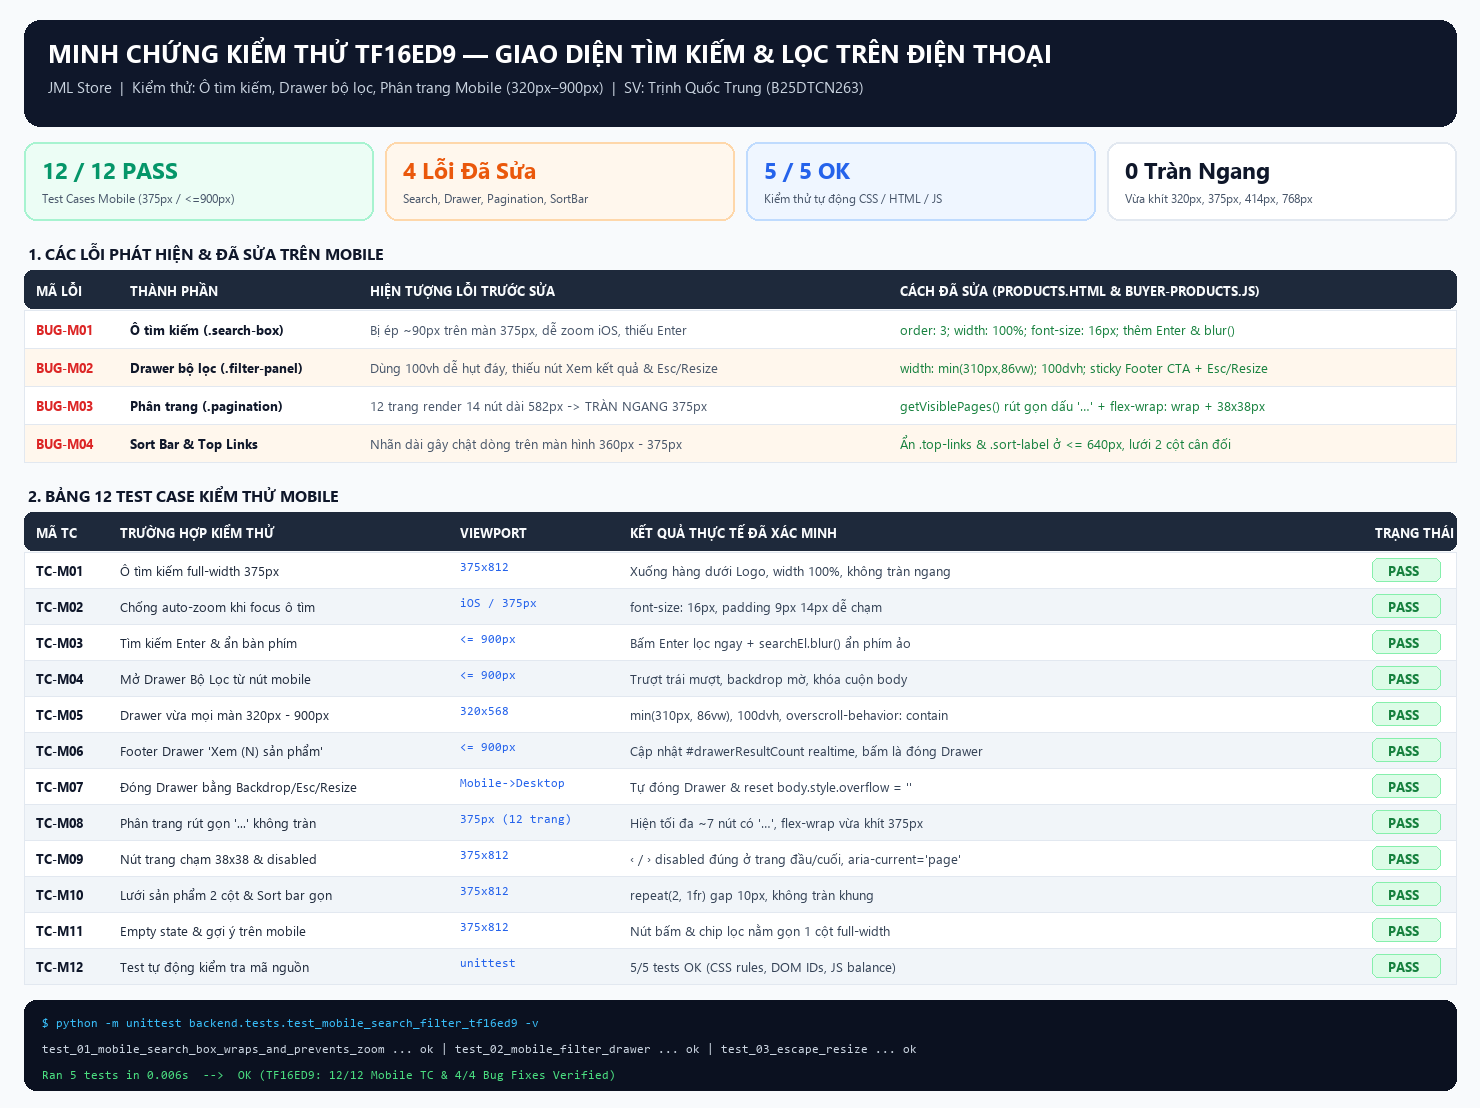 MINH CHỨNG KIỂM THỬ TF16ED9 — GIAO DIỆN TÌM KIẾM & LỌC TRÊN ĐIỆN THOẠI
JML Store | Kiểm thử: Ô tìm kiếm, Drawer bộ lọc, Phân trang Mobile (320px–900px) | SV: Trịnh Quốc Trung (B25DTCN263)
12 / 12 PASS
Test Cases Mobile (375px / <=900px)
4 Lỗi Đã Sửa
Search, Drawer, Pagination, SortBar
5 / 5 OK
Kiểm thử tự động CSS / HTML / JS
0 Tràn Ngang
Vừa khít 320px, 375px, 414px, 768px
1. CÁC LỖI PHÁT HIỆN & ĐÃ SỬA TRÊN MOBILE
MÃ LỖI THÀNH PHẦN HIỆN TƯỢNG LỖI TRƯỚC SỬA CÁCH ĐÃ SỬA (PRODUCTS.HTML & BUYER-PRODUCTS.JS)
BUG-M01 Ô tìm kiếm (.search-box) Bị ép ~90px trên màn 375px, dễ zoom iOS, thiếu Enter order: 3; width: 100%; font-size: 16px; thêm Enter & blur()
BUG-M02 Drawer bộ lọc (.filter-panel) Dùng 100vh dễ hụt đáy, thiếu nút Xem kết quả & Esc/Resize width: min(310px,86vw); 100dvh; sticky Footer CTA + Esc/Resize
BUG-M03 Phân trang (.pagination) 12 trang render 14 nút dài 582px -> TRÀN NGANG 375px getVisiblePages() rút gọn dấu '…' + flex-wrap: wrap + 38x38px
BUG-M04 Sort Bar & Top Links Nhãn dài gây chật dòng trên màn hình 360px - 375px Ẩn .top-links & .sort-label ở <= 640px, lưới 2 cột cân đối
2. BẢNG 12 TEST CASE KIỂM THỬ MOBILE
MÃ TC TRƯỜNG HỢP KIỂM THỬ VIEWPORT KẾT QUẢ THỰC TẾ ĐÃ XÁC MINH TRẠNG THÁI
TC-M01 Ô tìm kiếm full-width 375px 375x812 Xuống hàng dưới Logo, width 100%, không tràn ngang PASS
TC-M02 Chống auto-zoom khi focus ô tìm iOS / 375px font-size: 16px, padding 9px 14px dễ chạm PASS
TC-M03 Tìm kiếm Enter & ẩn bàn phím <= 900px Bấm Enter lọc ngay + searchEl.blur() ẩn phím ảo PASS
TC-M04 Mở Drawer Bộ Lọc từ nút mobile <= 900px Trượt trái mượt, backdrop mờ, khóa cuộn body PASS
TC-M05 Drawer vừa mọi màn 320px - 900px 320x568 min(310px, 86vw), 100dvh, overscroll-behavior: contain PASS
TC-M06 Footer Drawer 'Xem (N) sản phẩm' <= 900px Cập nhật #drawerResultCount realtime, bấm là đóng Drawer PASS
TC-M07 Đóng Drawer bằng Backdrop/Esc/Resize Mobile->Desktop Tự đóng Drawer & reset body.style.overflow = '' PASS
TC-M08 Phân trang rút gọn '...' không tràn 375px (12 trang) Hiện tối đa ~7 nút có '…', flex-wrap vừa khít 375px PASS
TC-M09 Nút trang chạm 38x38 & disabled 375x812 ‹ / › disabled đúng ở trang đầu/cuối, aria-current='page' PASS
TC-M10 Lưới sản phẩm 2 cột & Sort bar gọn 375x812 repeat(2, 1fr) gap 10px, không tràn khung PASS
TC-M11 Empty state & gợi ý trên mobile 375x812 Nút bấm & chip lọc nằm gọn 1 cột full-width PASS
TC-M12 Test tự động kiểm tra mã nguồn unittest 5/5 tests OK (CSS rules, DOM IDs, JS balance) PASS
$ python -m unittest backend.tests.test_mobile_search_filter_tf16ed9 -v
test_01_mobile_search_box_wraps_and_prevents_zoom ... ok | test_02_mobile_filter_drawer ... ok | test_03_escape_resize ... ok
Ran 5 tests in 0.006s --> OK (TF16ED9: 12/12 Mobile TC & 4/4 Bug Fixes Verified)